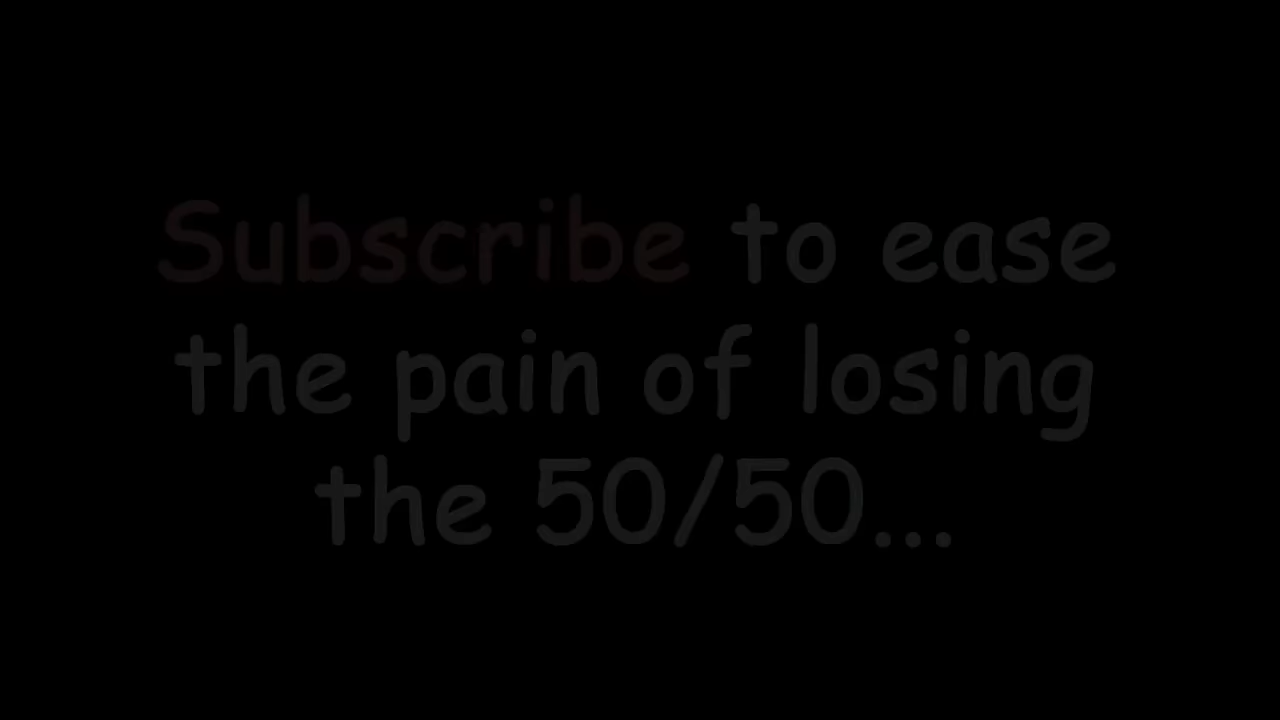 Subscribe to ease
the pain of losing
the 50/50...